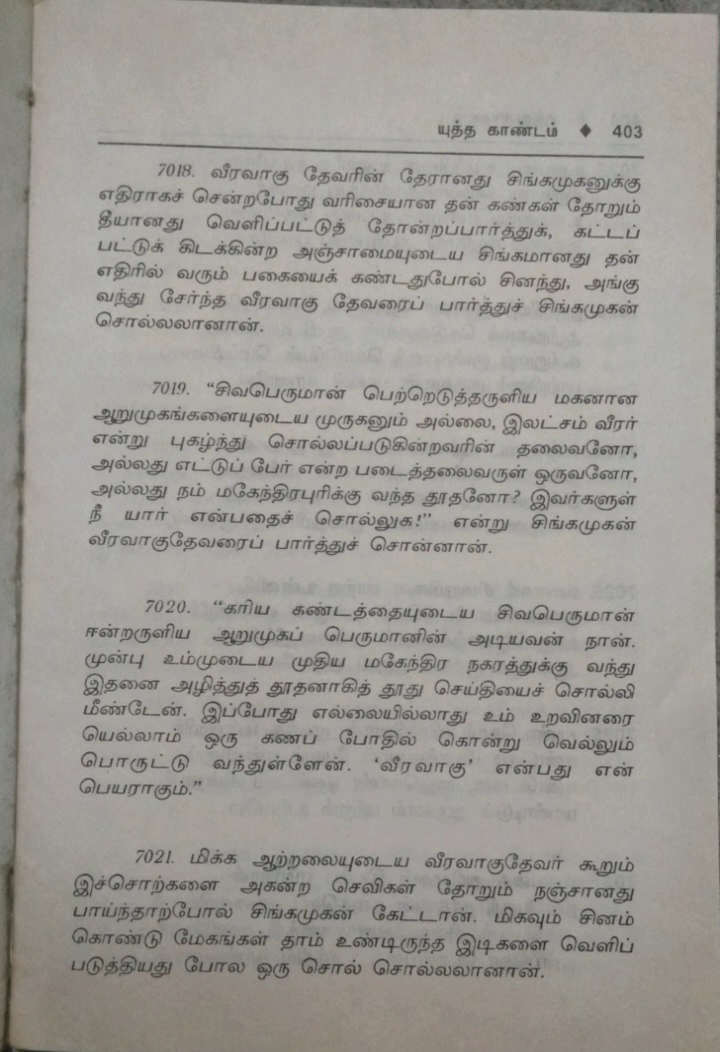 யுத்த காண்டம் ◆ 403
7018. வீரவாகு தேவரின் தேரானது சிங்கமுகனுக்கு
எதிராகச் சென்றபோது வரிசையான தன் கண்கள் தோறும்
தீயானது வெளிப்பட்டுத் தோன்றப்பார்த்துக், கட்டப்
பட்டுக் கிடக்கின்ற அஞ்சாமையுடைய சிங்கமானது தன்
எதிரில் வரும் பகையைக் கண்டதுபோல் சினந்து, அங்கு
வந்து சேர்ந்த வீரவாகு தேவரைப் பார்த்துச் சிங்கமுகன்
சொல்லலானான்.
7019. “சிவபெருமான் பெற்றெடுத்தருளிய மகனான
ஆறுமுகங்களையுடைய முருகனும் அல்லை, இலட்சம் வீரர்
என்று புகழ்ந்து சொல்லப்படுகின்றவரின் தலைவனோ,
அல்லது எட்டுப் பேர் என்ற படைத்தலைவருள் ஒருவனோ,
அல்லது நம் மகேந்திரபுரிக்கு வந்த தூதனோ? இவர்களுள்
நீ யார் என்பதைச் சொல்லுக!” என்று சிங்கமுகன்
வீரவாகுதேவரைப் பார்த்துச் சொன்னான்.
7020. “கரிய கண்டத்தையுடைய சிவபெருமான்
ஈன்றருளிய ஆறுமுகப் பெருமானின் அடியவன் நான்.
முன்பு உம்முடைய முதிய மகேந்திர நகரத்துக்கு வந்து
இதனை அழித்துத் தூதனாகித் தூது செய்தியைச் சொல்லி
மீண்டேன். இப்போது எல்லையில்லாது உம் உறவினரை
யெல்லாம் ஒரு கணப் போதில் கொன்று வெல்லும்
பொருட்டு வந்துள்ளேன். ‘வீரவாகு’ என்பது என்
பெயராகும்.”
7021. மிக்க ஆற்றலையுடைய வீரவாகுதேவர் கூறும்
இச்சொற்களை அகன்ற செவிகள் தோறும் நஞ்சானது
பாய்ந்தாற்போல் சிங்கமுகன் கேட்டான். மிகவும் சினம்
கொண்டு மேகங்கள் தாம் உண்டிருந்த இடிகளை வெளிப்
படுத்தியது போல ஒரு சொல் சொல்லலானான்.